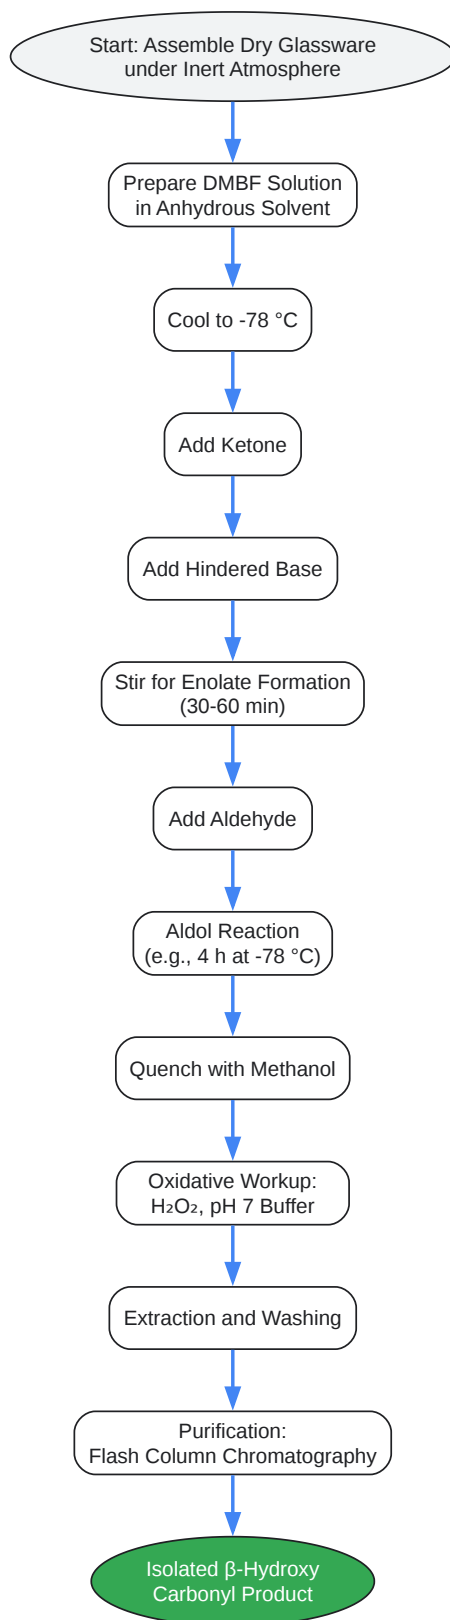 Start: Assemble Dry Glassware
under Inert Atmosphere
Prepare DMBF Solution
in Anhydrous Solvent
Cool to -78 °C
Add Ketone
Add Hindered Base
Stir for Enolate Formation
(30-60 min)
Add Aldehyde
Aldol Reaction
(e.g., 4 h at -78 °C)
Quench with Methanol
Oxidative Workup:
H₂O₂, pH 7 Buffer
Extraction and Washing
Purification:
Flash Column Chromatography
Isolated β-Hydroxy
Carbonyl Product